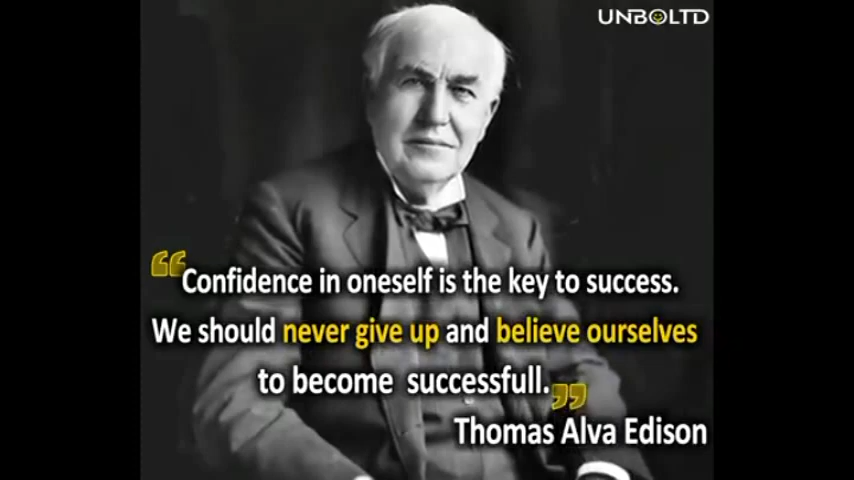 UNBOLTD
“Confidence in oneself is the key to success.
We should never give up and believe ourselves
to become successfull.”
Thomas Alva Edison